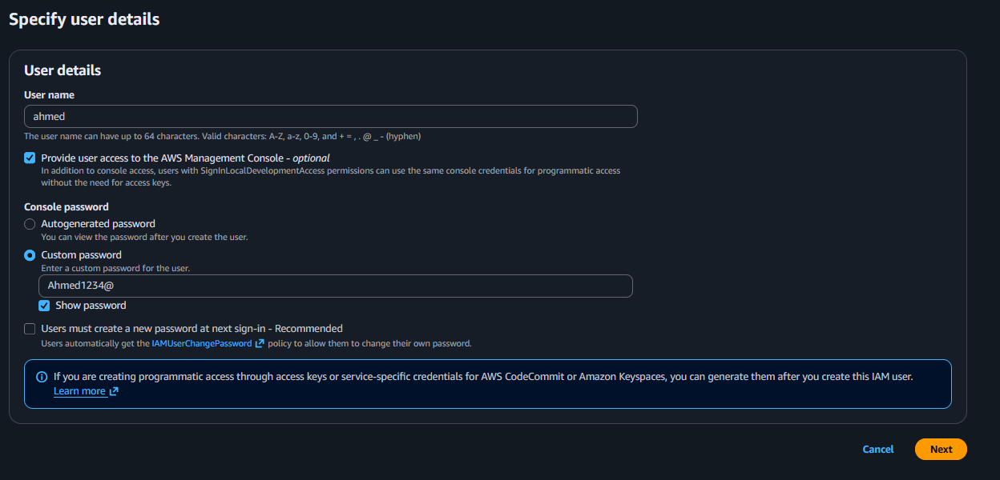 Specify user details
User details
User name
ahmed
The user name can have up to 64 characters. Valid characters: A-Z, a-z, 0-9, and + = , . @ _ - (hyphen)
Provide user access to the AWS Management Console - optional
In addition to console access, users with SignInLocalDevelopmentAccess permissions can use the same console credentials for programmatic access
without the need for access keys.
Console password
Autogenerated password
You can view the password after you create the user.
Custom password
Enter a custom password for the user.
Ahmed1234@
Show password
Users must create a new password at next sign-in - Recommended
Users automatically get the IAMUserChangePassword policy to allow them to change their own password.
If you are creating programmatic access through access keys or service-specific credentials for AWS CodeCommit or Amazon Keyspaces, you can generate them after you create this IAM user.
Learn more
Cancel
Next